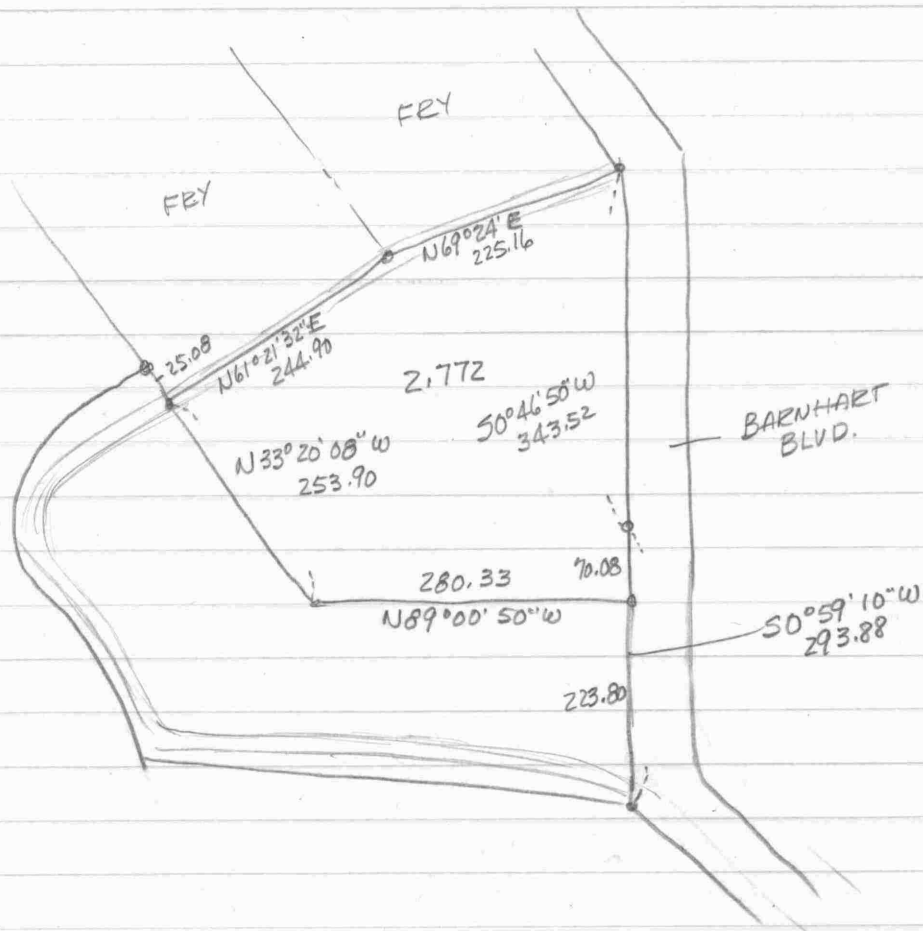 FRY
FRY
N69°24'E
225.16
25.08
N61°21'32"E
244.90
2.772
S0°46'50"W
343.52
BARNHART
BLVD.
N33°20'08"W
253.90
280.33
70.08
N89°00'50"W
S0°59'10"W
293.88
223.80